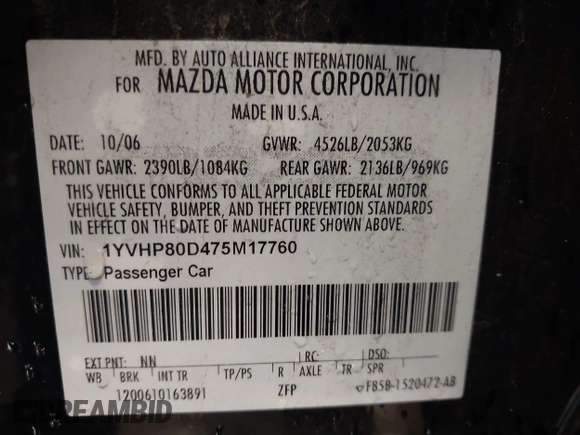 MFD. BY AUTO ALLIANCE INTERNATIONAL, INC.
FOR MAZDA MOTOR CORPORATION
MADE IN U.S.A.
DATE: 10/06 GVWR: 4526LB/2053KG
FRONT GAWR: 2390LB/1084KG REAR GAWR: 2136LB/969KG
THIS VEHICLE CONFORMS TO ALL APPLICABLE FEDERAL MOTOR
VEHICLE SAFETY, BUMPER, AND THEFT PREVENTION STANDARDS
IN EFFECT ON THE DATE OF MANUFACTURE SHOWN ABOVE.
VIN: 1YVHP80D475M17760
TYPE: Passenger Car
EXT PNT: NN RC: DSO:
WB BRK INT TR TP/PS R AXLE TR SPR
1200610163891 ZFP F85B-1520472-AB
DREAMBID